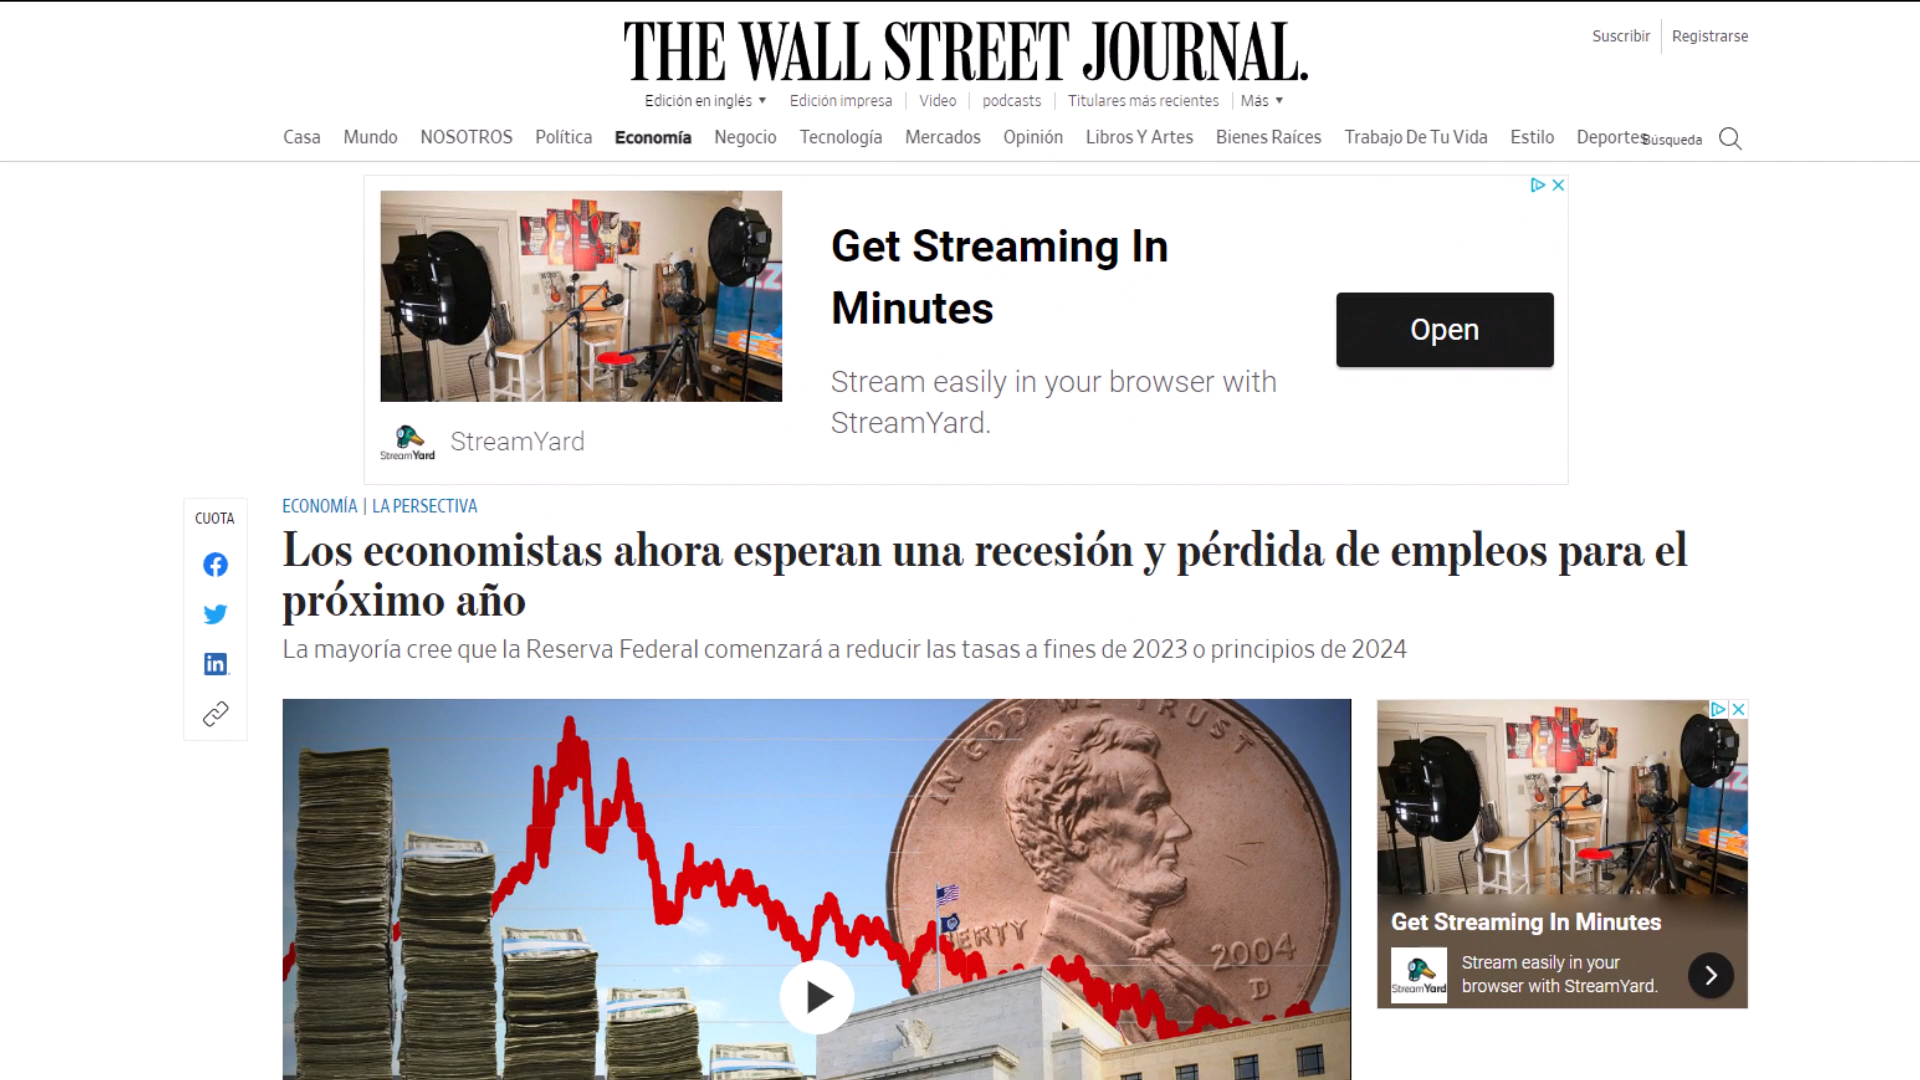 THE WALL STREET JOURNAL.
Suscribir
Registrarse
Edición en inglés
Edición impresa
Video
podcasts
Titulares más recientes
Más
Casa
Mundo
NOSOTROS
Política
Economía
Negocio
Tecnología
Mercados
Opinión
Libros Y Artes
Bienes Raíces
Trabajo De Tu Vida
Estilo
Deportes
Búsqueda
Get Streaming In
Minutes
Open
Stream easily in your browser with
StreamYard.
StreamYard
StreamYard
CUOTA
ECONOMÍA | LA PERSECTIVA
Los economistas ahora esperan una recesión y pérdida de empleos para el
próximo año
La mayoría cree que la Reserva Federal comenzará a reducir las tasas a fines de 2023 o principios de 2024
IN GOD WE TRUST
2004
D
Get Streaming In Minutes
StreamYard
Stream easily in your
browser with StreamYard.